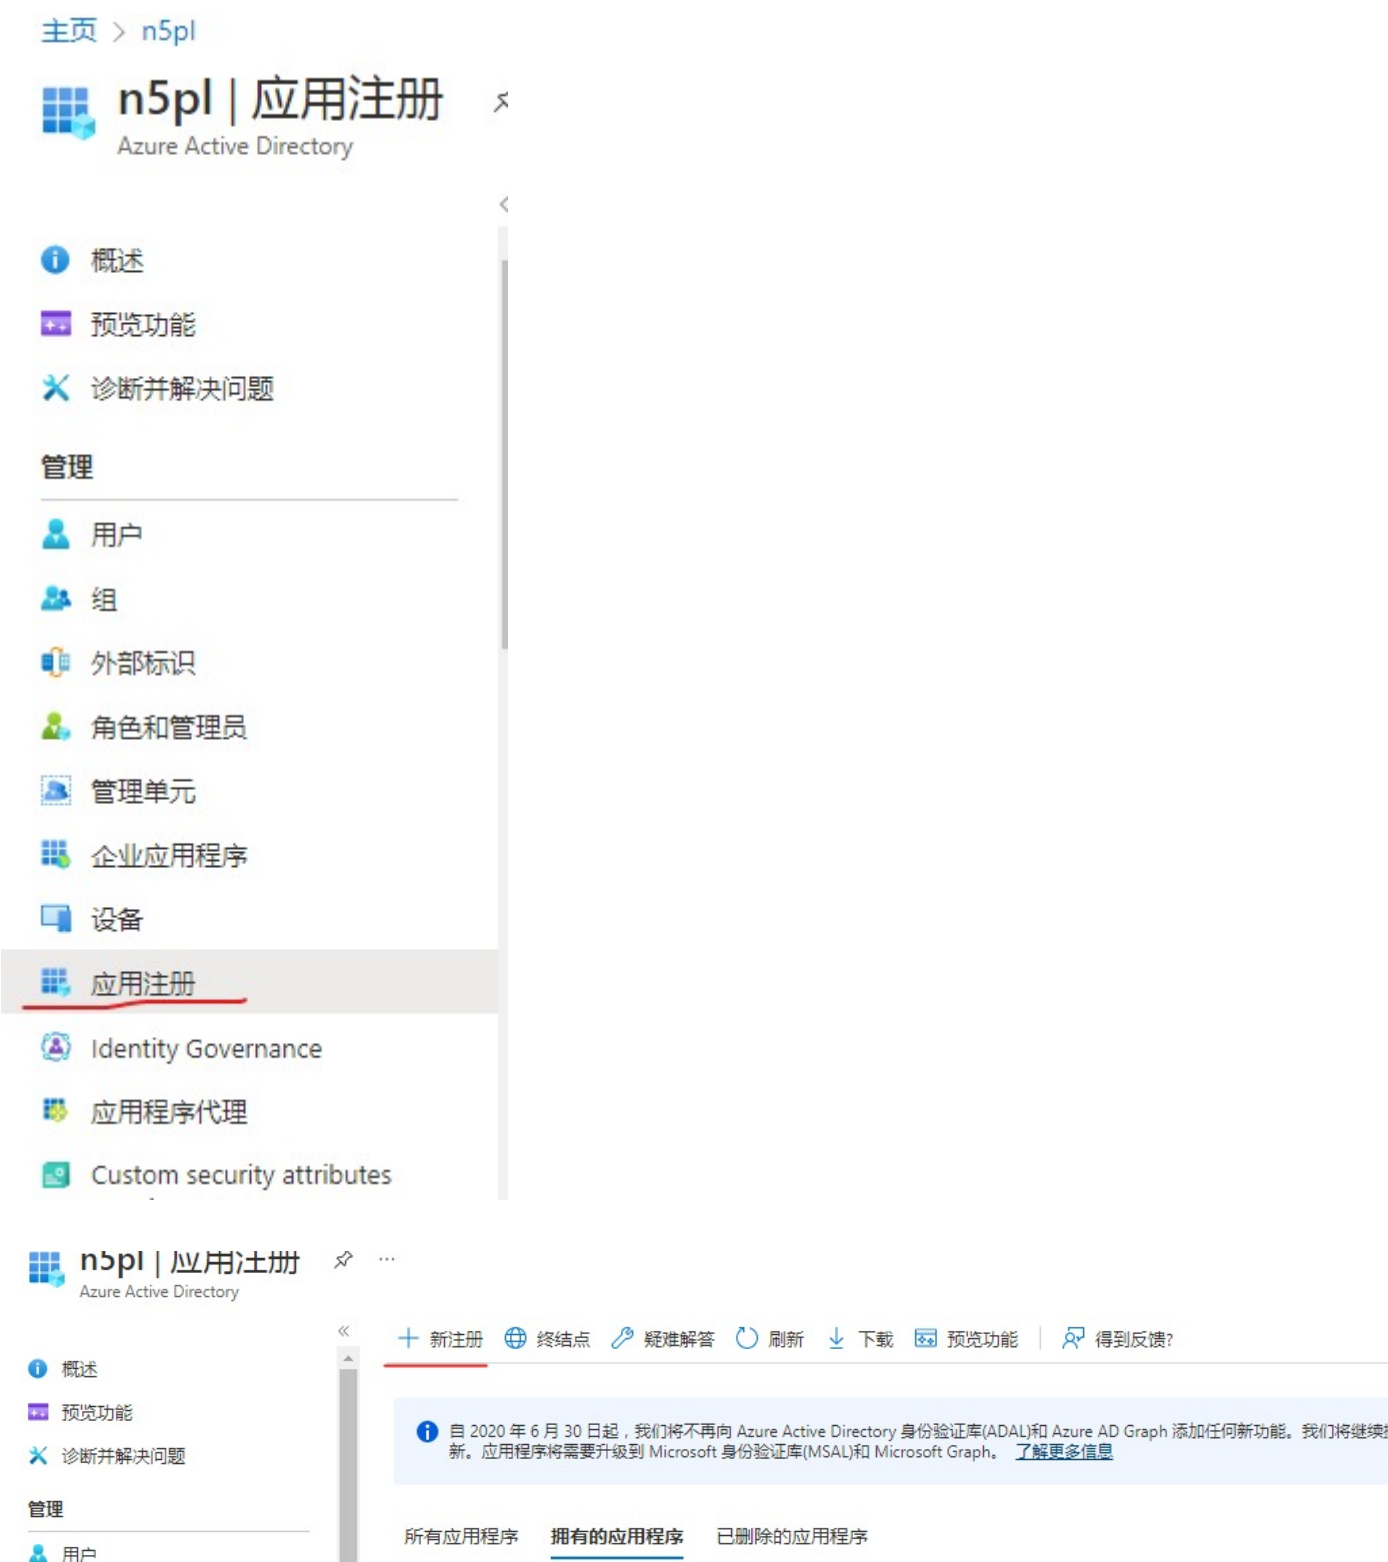 主页 > n5pl
n5pl | 应用注册
Azure Active Directory
概述
预览功能
诊断并解决问题
管理
用户
组
外部标识
角色和管理员
管理单元
企业应用程序
设备
应用注册
Identity Governance
应用程序代理
Custom security attributes
n5pl | 应用注册 ...
Azure Active Directory
新注册 终结点 疑难解答 刷新 下载 预览功能 得到反馈?
概述
预览功能
诊断并解决问题
管理
用户
自 2020 年 6 月 30 日起，我们将不再向 Azure Active Directory 身份验证库(ADAL)和 Azure AD Graph 添加任何新功能。我们将继续
新。应用程序将需要升级到 Microsoft 身份验证库(MSAL)和 Microsoft Graph。 了解更多信息
所有应用程序 拥有的应用程序 已删除的应用程序